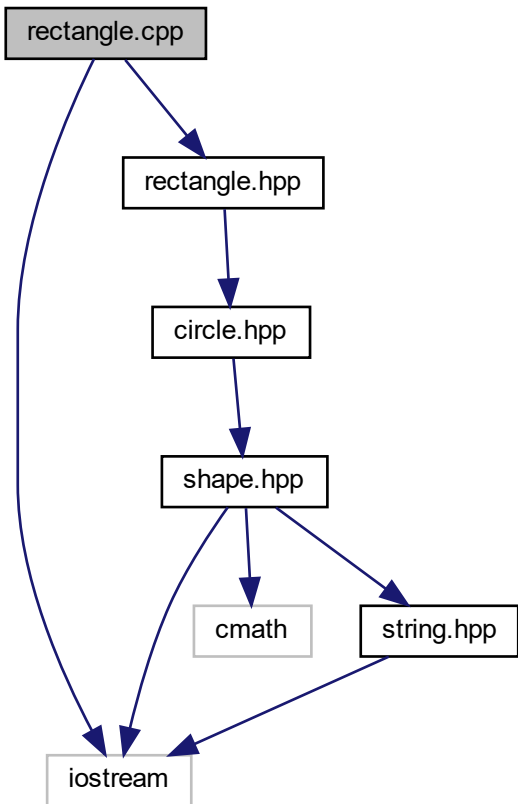 rectangle.cpp
rectangle.hpp
circle.hpp
shape.hpp
cmath
string.hpp
iostream